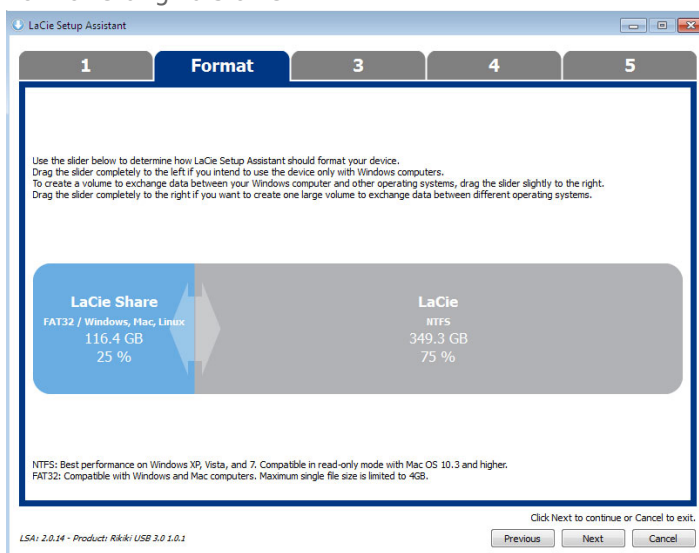 LaCie Setup Assistant
1
Format
3
4
5
Use the slider below to determine how LaCie Setup Assistant should format your device.
Drag the slider completely to the left if you intend to use the device only with Windows computers.
To create a volume to exchange data between your Windows computer and other operating systems, drag the slider slightly to the right.
Drag the slider completely to the right if you want to create one large volume to exchange data between different operating systems.
LaCie Share
FAT32 / Windows, Mac, Linux
116.4 GB
25 %
LaCie
NTFS
349.3 GB
75 %
NTFS: Best performance on Windows XP, Vista, and 7. Compatible in read-only mode with Mac OS 10.3 and higher.
FAT32: Compatible with Windows and Mac computers. Maximum single file size is limited to 4GB.
Click Next to continue or Cancel to exit.
LSA: 2.0.14 - Product: Rikiki USB 3.0 1.0.1
Previous
Next
Cancel